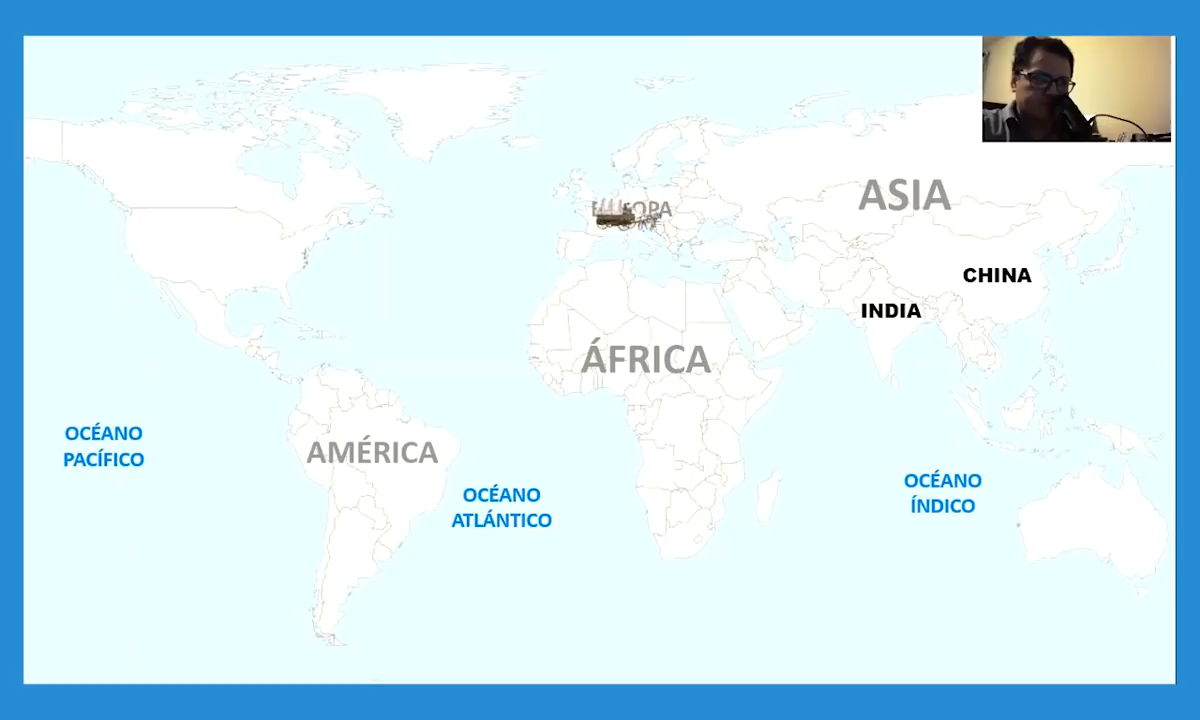 ASIA
CHINA
INDIA
ÁFRICA
OCÉANO
PACÍFICO
AMÉRICA
OCÉANO
ATLÁNTICO
OCÉANO
ÍNDICO